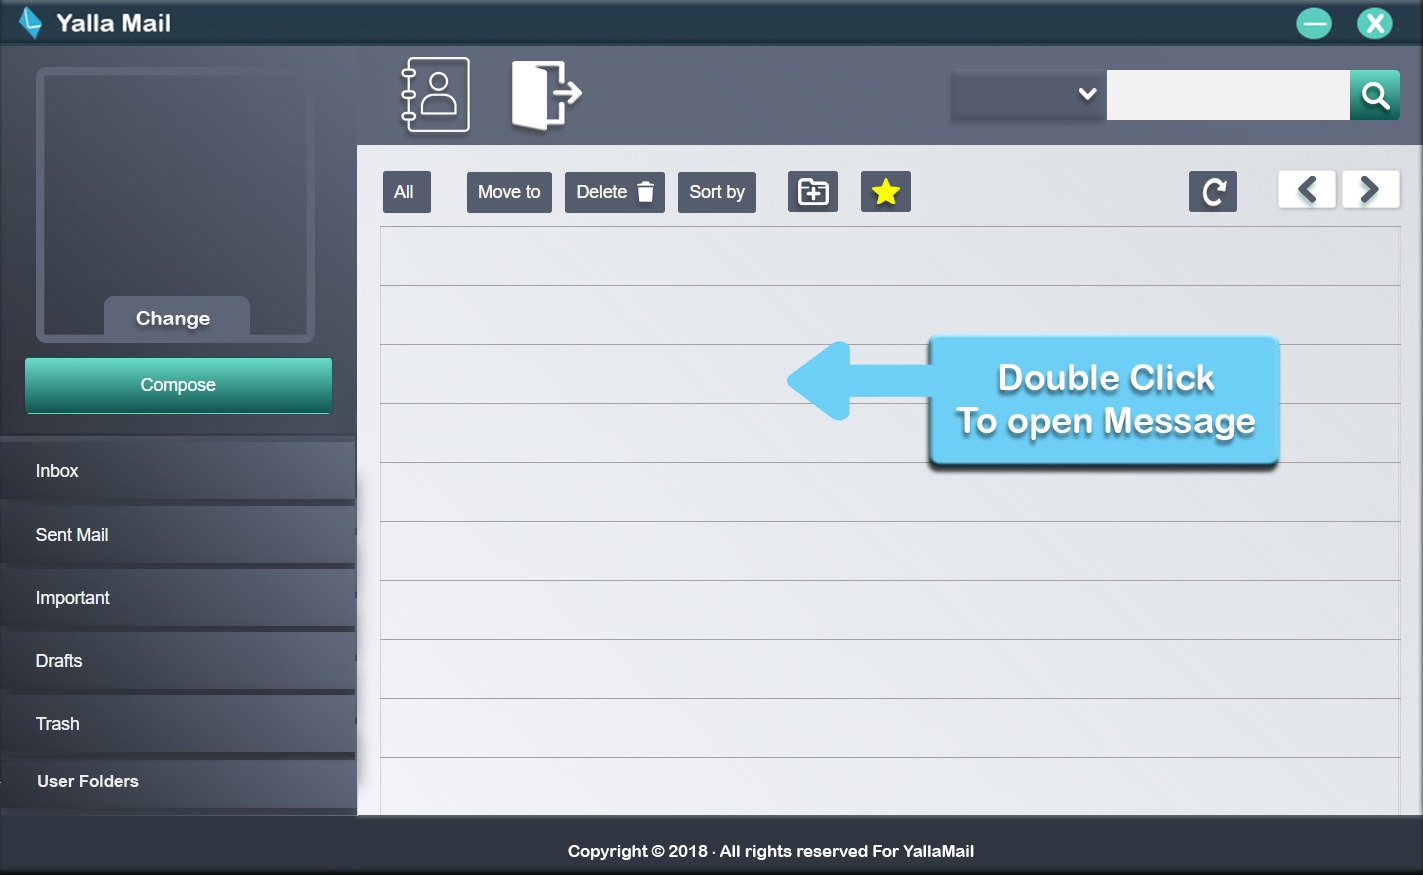 Yalla Mail
All
Move to
Delete
Sort by
Change
Compose
Double Click
To open Message
Inbox
Sent Mail
Important
Drafts
Trash
User Folders
Copyright © 2018 · All rights reserved For YallaMail